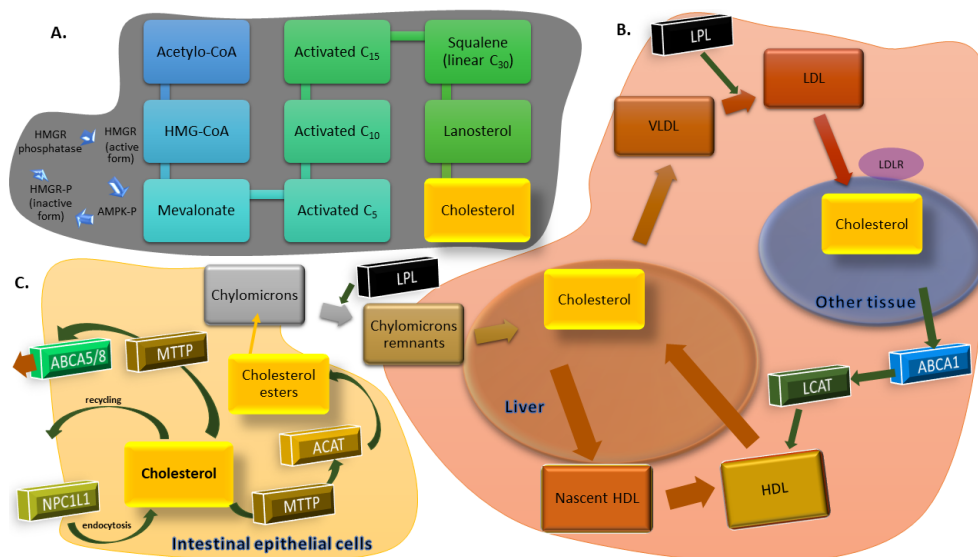 A.
Acetylo-CoA
HMG-CoA
Mevalonate
Activated C₁₅
Activated C₁₀
Activated C₅
Squalene
(linear C₃₀)
Lanosterol
Cholesterol
HMGR
phosphatase
HMGR
(active
form)
HMGR-P
(inactive
form)
AMPK-P
B.
LPL
VLDL
LDL
LDLR
Cholesterol
Other tissue
ABCA1
LCAT
HDL
Nascent HDL
Liver
Cholesterol
C.
Chylomicrons
LPL
Chylomicrons
remnants
ABCA5/8
MTTP
Cholesterol
esters
recycling
Cholesterol
ACAT
MTTP
NPC1L1
endocytosis
Intestinal epithelial cells